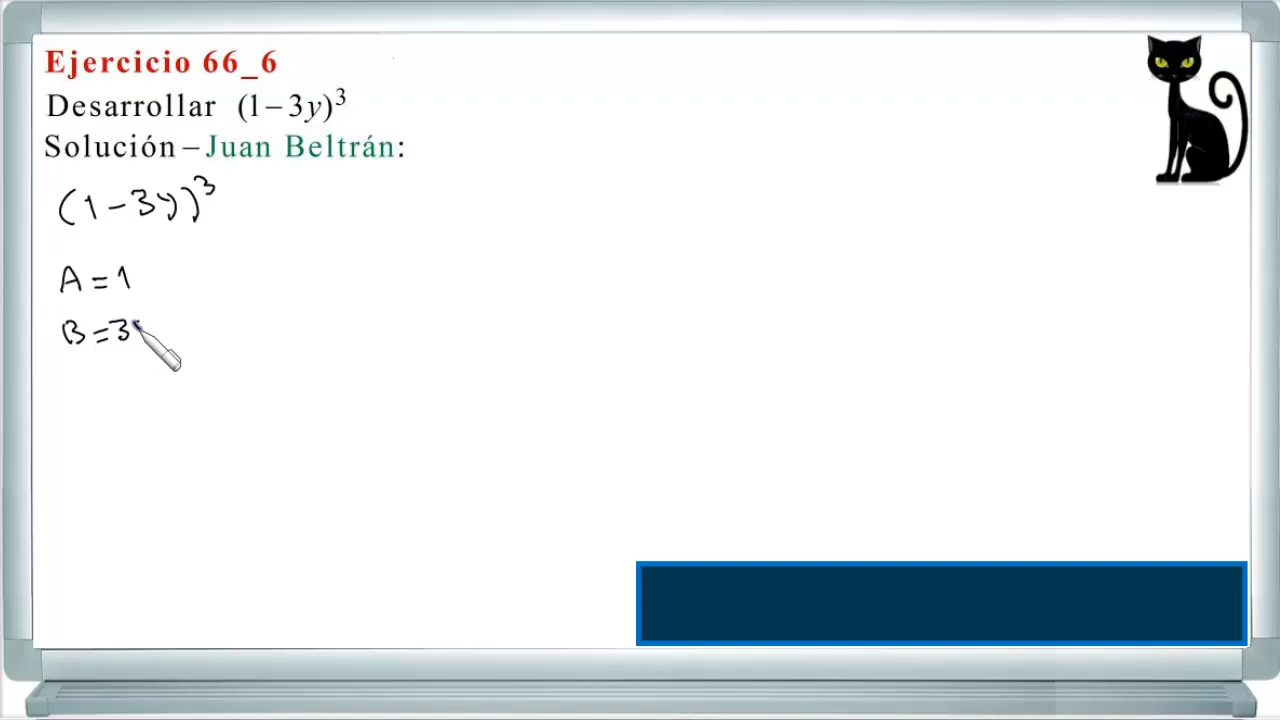 Ejercicio 66_6
Desarrollar (1−3y)³
Solución−Juan Beltrán:
(1−3y)³
A=1
B=3